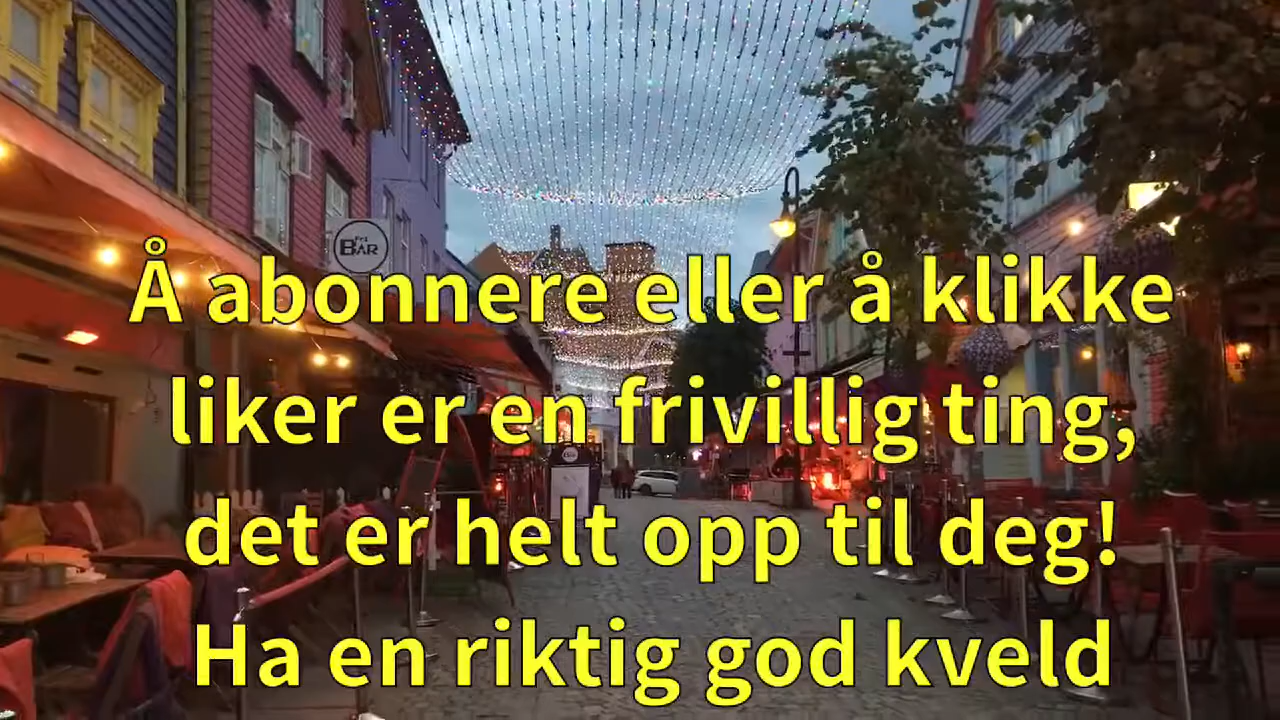 BAR
Å abonnere eller å klikke
liker er en frivillig ting,
det er helt opp til deg!
Ha en riktig god kveld